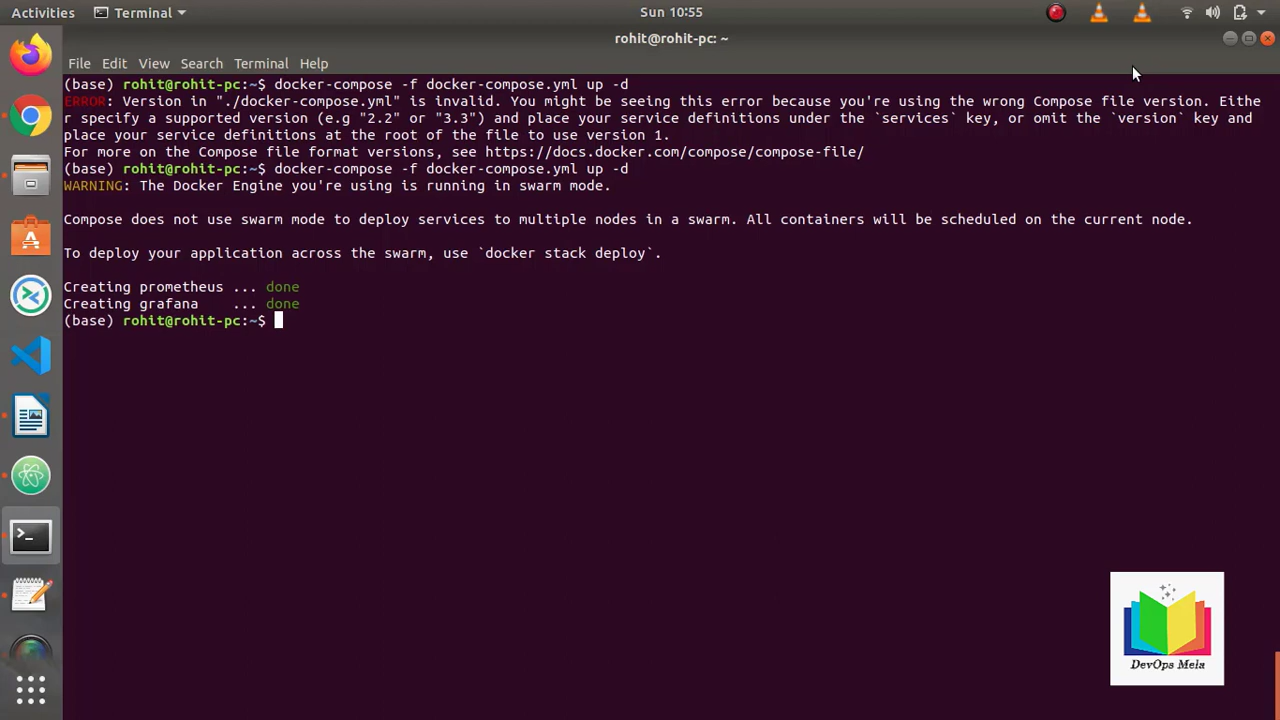 Activities Terminal Sun 10:55
rohit@rohit-pc: ~
File Edit View Search Terminal Help
(base) rohit@rohit-pc:~$ docker-compose -f docker-compose.yml up -d
ERROR: Version in "./docker-compose.yml" is invalid. You might be seeing this error because you're using the wrong Compose file version. Eithe
r specify a supported version (e.g "2.2" or "3.3") and place your service definitions under the `services` key, or omit the `version` key and
place your service definitions at the root of the file to use version 1.
For more on the Compose file format versions, see https://docs.docker.com/compose/compose-file/
(base) rohit@rohit-pc:~$ docker-compose -f docker-compose.yml up -d
WARNING: The Docker Engine you're using is running in swarm mode.
Compose does not use swarm mode to deploy services to multiple nodes in a swarm. All containers will be scheduled on the current node.
To deploy your application across the swarm, use `docker stack deploy`.
Creating prometheus ... done
Creating grafana    ... done
(base) rohit@rohit-pc:~$
DevOps Mela